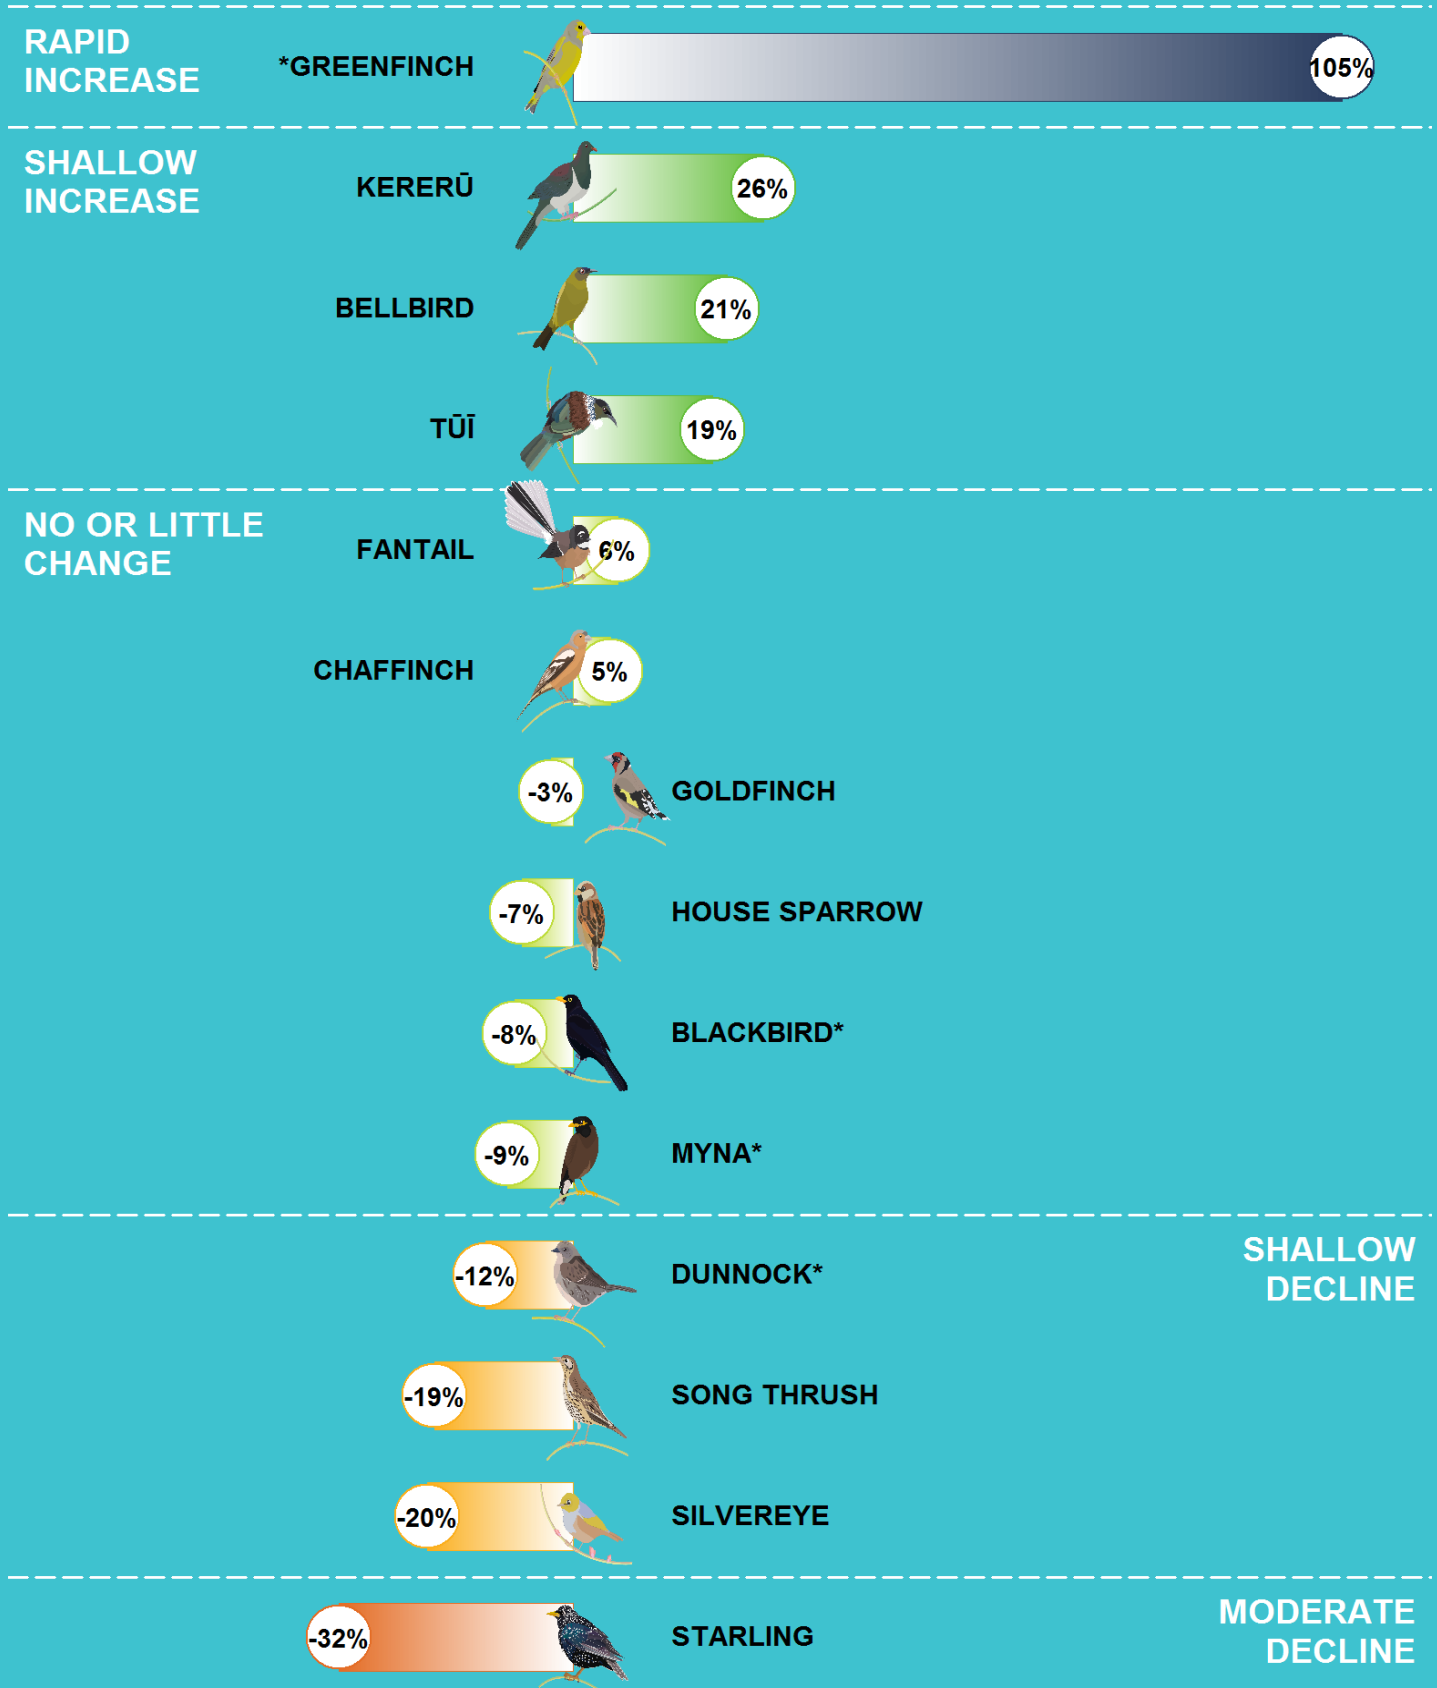 RAPID
INCREASE
*GREENFINCH
105%
SHALLOW
INCREASE
KERERŪ
26%
BELLBIRD
21%
TŪĪ
19%
NO OR LITTLE
CHANGE
FANTAIL
6%
CHAFFINCH
5%
-3%
GOLDFINCH
-7%
HOUSE SPARROW
-8%
BLACKBIRD*
-9%
MYNA*
SHALLOW
DECLINE
-12%
DUNNOCK*
-19%
SONG THRUSH
-20%
SILVEREYE
MODERATE
DECLINE
-32%
STARLING